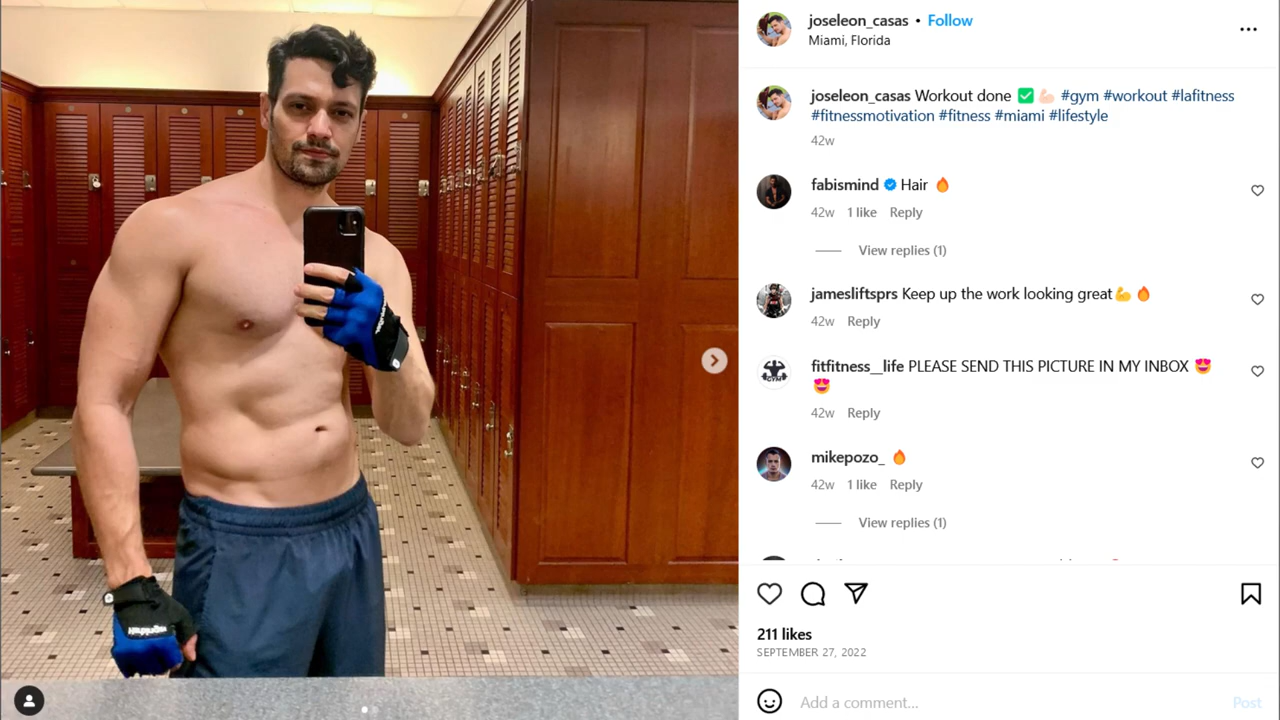 joseleon_casas • Follow
Miami, Florida
joseleon_casas Workout done ✅ 💪🏻 #gym #workout #lafitness
#fitnessmotivation #fitness #miami #lifestyle
42w
fabismind Hair 🔥
42w 1 like Reply
View replies (1)
jamesliftsprs Keep up the work looking great💪🔥
42w Reply
fitfitness__life PLEASE SEND THIS PICTURE IN MY INBOX 😍
😍
42w Reply
mikepozo_ 🔥
42w 1 like Reply
View replies (1)
211 likes
SEPTEMBER 27, 2022
Add a comment...
Post